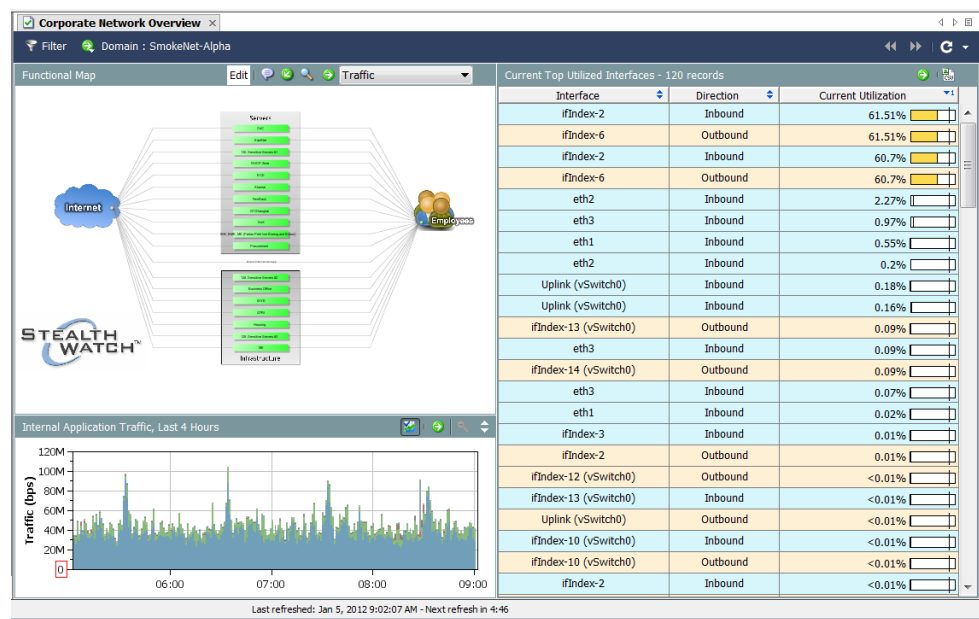 Corporate Network Overview
Filter Domain : SmokeNet-Alpha
Functional Map Edit Traffic
Servers
Internet
Employees
Procurement
Business Office
Infrastructure
STEALTH
WATCH™
Internal Application Traffic, Last 4 Hours
Traffic (bps)
120M
100M
80M
60M
40M
20M
0
06:00 07:00 08:00 09:00
Current Top Utilized Interfaces - 120 records
Interface Direction Current Utilization 1
ifIndex-2 Inbound 61.51%
ifIndex-6 Outbound 61.51%
ifIndex-2 Inbound 60.7%
ifIndex-6 Outbound 60.7%
eth2 Inbound 2.27%
eth3 Inbound 0.97%
eth1 Inbound 0.55%
eth2 Inbound 0.2%
Uplink (vSwitch0) Inbound 0.18%
Uplink (vSwitch0) Inbound 0.16%
ifIndex-13 (vSwitch0) Outbound 0.09%
eth3 Inbound 0.09%
ifIndex-14 (vSwitch0) Outbound 0.09%
eth3 Inbound 0.07%
eth1 Inbound 0.02%
ifIndex-3 Inbound 0.01%
ifIndex-2 Outbound 0.01%
ifIndex-12 (vSwitch0) Outbound <0.01%
ifIndex-13 (vSwitch0) Inbound <0.01%
Uplink (vSwitch0) Outbound <0.01%
ifIndex-10 (vSwitch0) Inbound <0.01%
ifIndex-10 (vSwitch0) Outbound <0.01%
ifIndex-2 Inbound <0.01%
Last refreshed: Jan 5, 2012 9:02:07 AM - Next refresh in 4:46